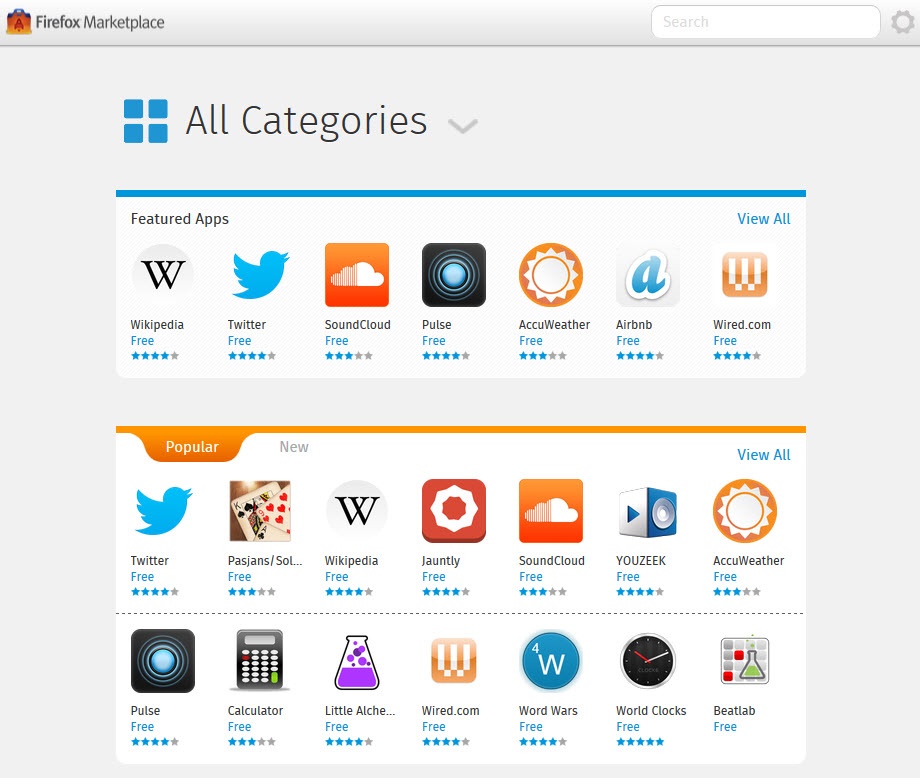 Firefox Marketplace
Search
All Categories
Featured Apps View All
W
Wikipedia Twitter SoundCloud Pulse AccuWeather Airbnb Wired.com
Free Free Free Free Free Free Free
Popular New View All
W
Twitter Pasjans/Sol... Wikipedia Jauntly SoundCloud YOUZEEK AccuWeather
Free Free Free Free Free Free Free
4
W
CLOCKS
Pulse Calculator Little Alche... Wired.com Word Wars World Clocks Beatlab
Free Free Free Free Free Free Free